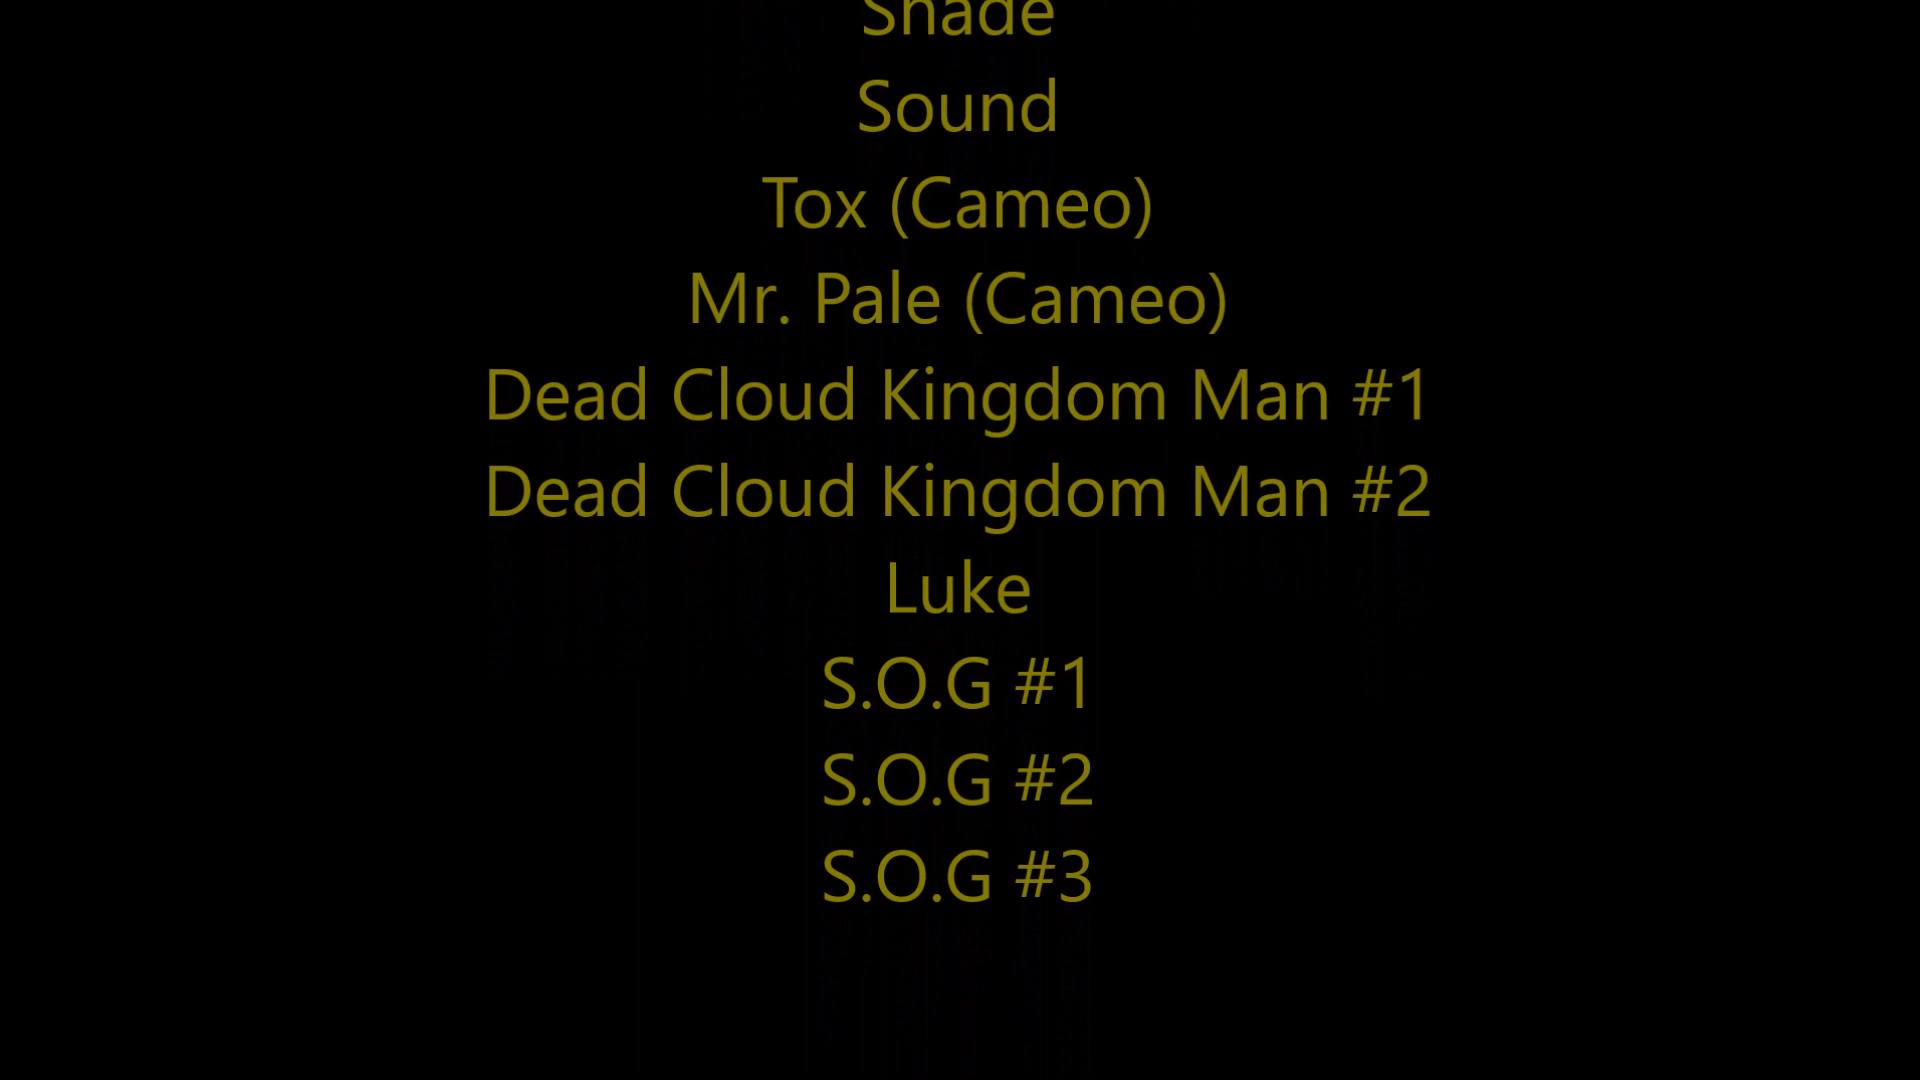 Shade
Sound
Tox (Cameo)
Mr. Pale (Cameo)
Dead Cloud Kingdom Man #1
Dead Cloud Kingdom Man #2
Luke
S.O.G #1
S.O.G #2
S.O.G #3